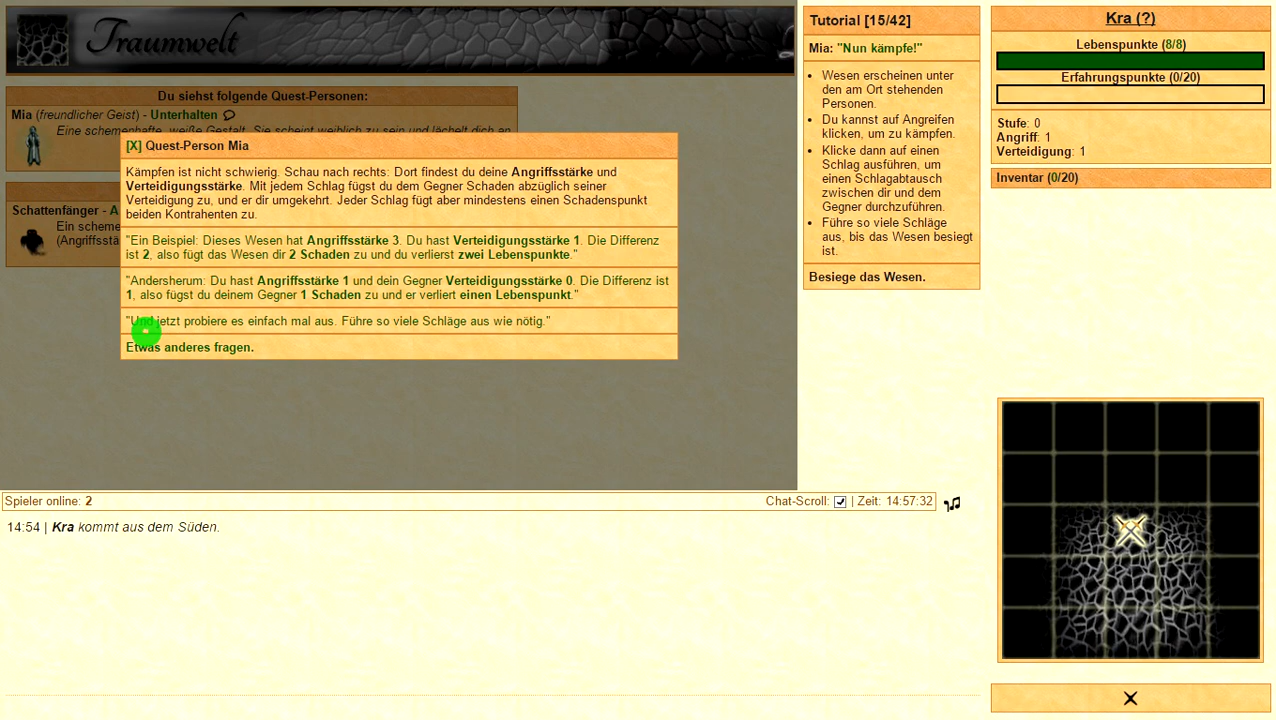 Traumwelt
Du siehst folgende Quest-Personen:
Mia (freundlicher Geist) - Unterhalten
Eine schemenhafte, weiße Gestalt. Sie scheint weiblich zu sein und lächelt dich an
Schattenfänger - A
Ein scheme
(Angriffsstä
[X] Quest-Person Mia
Kämpfen ist nicht schwierig. Schau nach rechts: Dort findest du deine Angriffsstärke und
Verteidigungsstärke. Mit jedem Schlag fügst du dem Gegner Schaden abzüglich seiner
Verteidigung zu, und er dir umgekehrt. Jeder Schlag fügt aber mindestens einen Schadenspunkt
beiden Kontrahenten zu.
"Ein Beispiel: Dieses Wesen hat Angriffsstärke 3. Du hast Verteidigungsstärke 1. Die Differenz
ist 2, also fügt das Wesen dir 2 Schaden zu und du verlierst zwei Lebenspunkte."
"Andersherum: Du hast Angriffsstärke 1 und dein Gegner Verteidigungsstärke 0. Die Differenz ist
1, also fügst du deinem Gegner 1 Schaden zu und er verliert einen Lebenspunkt."
"Und jetzt probiere es einfach mal aus. Führe so viele Schläge aus wie nötig."
Etwas anderes fragen.
Tutorial [15/42]
Mia: "Nun kämpfe!"
• Wesen erscheinen unter
den am Ort stehenden
Personen.
• Du kannst auf Angreifen
klicken, um zu kämpfen.
• Klicke dann auf einen
Schlag ausführen, um
einen Schlagabtausch
zwischen dir und dem
Gegner durchzuführen.
• Führe so viele Schläge
aus, bis das Wesen besiegt
ist.
Besiege das Wesen.
Kra (?)
Lebenspunkte (8/8)
Erfahrungspunkte (0/20)
Stufe: 0
Angriff: 1
Verteidigung: 1
Inventar (0/20)
Spieler online: 2
Chat-Scroll: | Zeit: 14:57:32
14:54 | Kra kommt aus dem Süden.